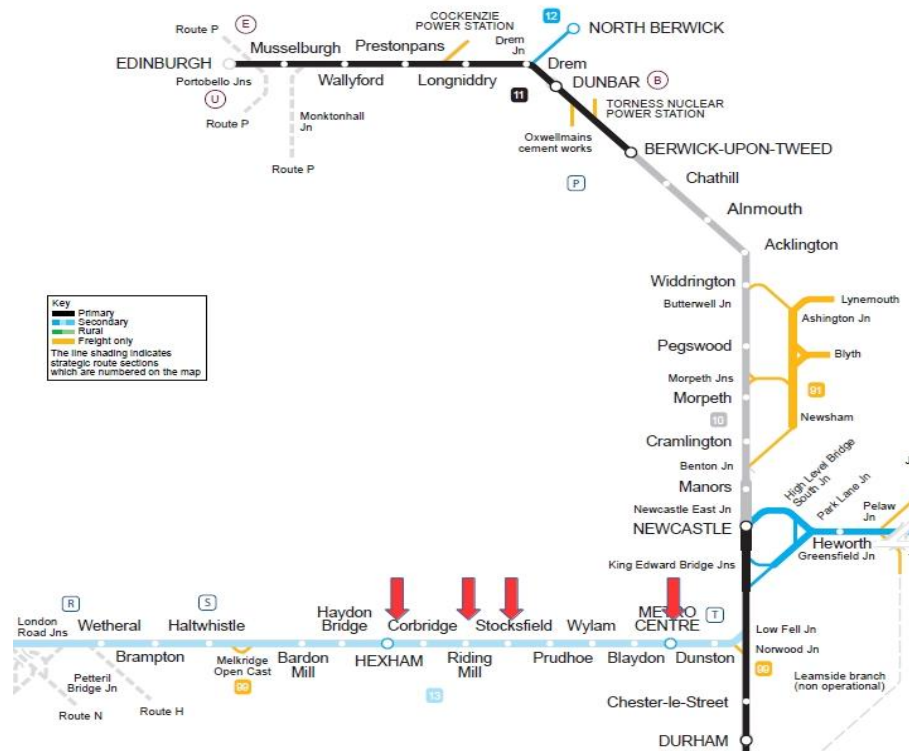 COCKENZIE
POWER STATION
12
NORTH BERWICK
Route P
E
Musselburgh
Prestonpans
Drem
Jn
EDINBURGH
Drem
Portobello Jns
Wallyford
Longniddry
DUNBAR
B
U
11
TORNESS NUCLEAR
POWER STATION
Route P
Monktonhall
Jn
Oxwellmains
cement works
BERWICK-UPON-TWEED
Route P
P
Chathill
Alnmouth
Acklington
Widdrington
Butterwell Jn
Lynemouth
Ashington Jn
Key
Primary
Secondary
Rural
Freight only
The line shading indicates
strategic route sections
which are numbered on the map
Pegswood
Blyth
Morpeth Jns
91
Morpeth
10
Newsham
Cramlington
Benton Jn
High Level Bridge
South Jn
Park Lane Jn
Manors
Pelaw
Jn
Newcastle East Jn
NEWCASTLE
Heworth
Greensfield Jn
King Edward Bridge Jns
R
S
London
Road Jns
Wetheral
Haltwhistle
Haydon
Bridge
Corbridge
Stocksfield
Wylam
CENTRE
T
Low Fell Jn
Norwood Jn
Brampton
Melkridge
Open Cast
Bardon
Mill
HEXHAM
Riding
Mill
Prudhoe
Blaydon
Dunston
99
Leamside branch
(non operational)
Petteril
Bridge Jn
99
13
Chester-le-Street
Route N
Route H
DURHAM